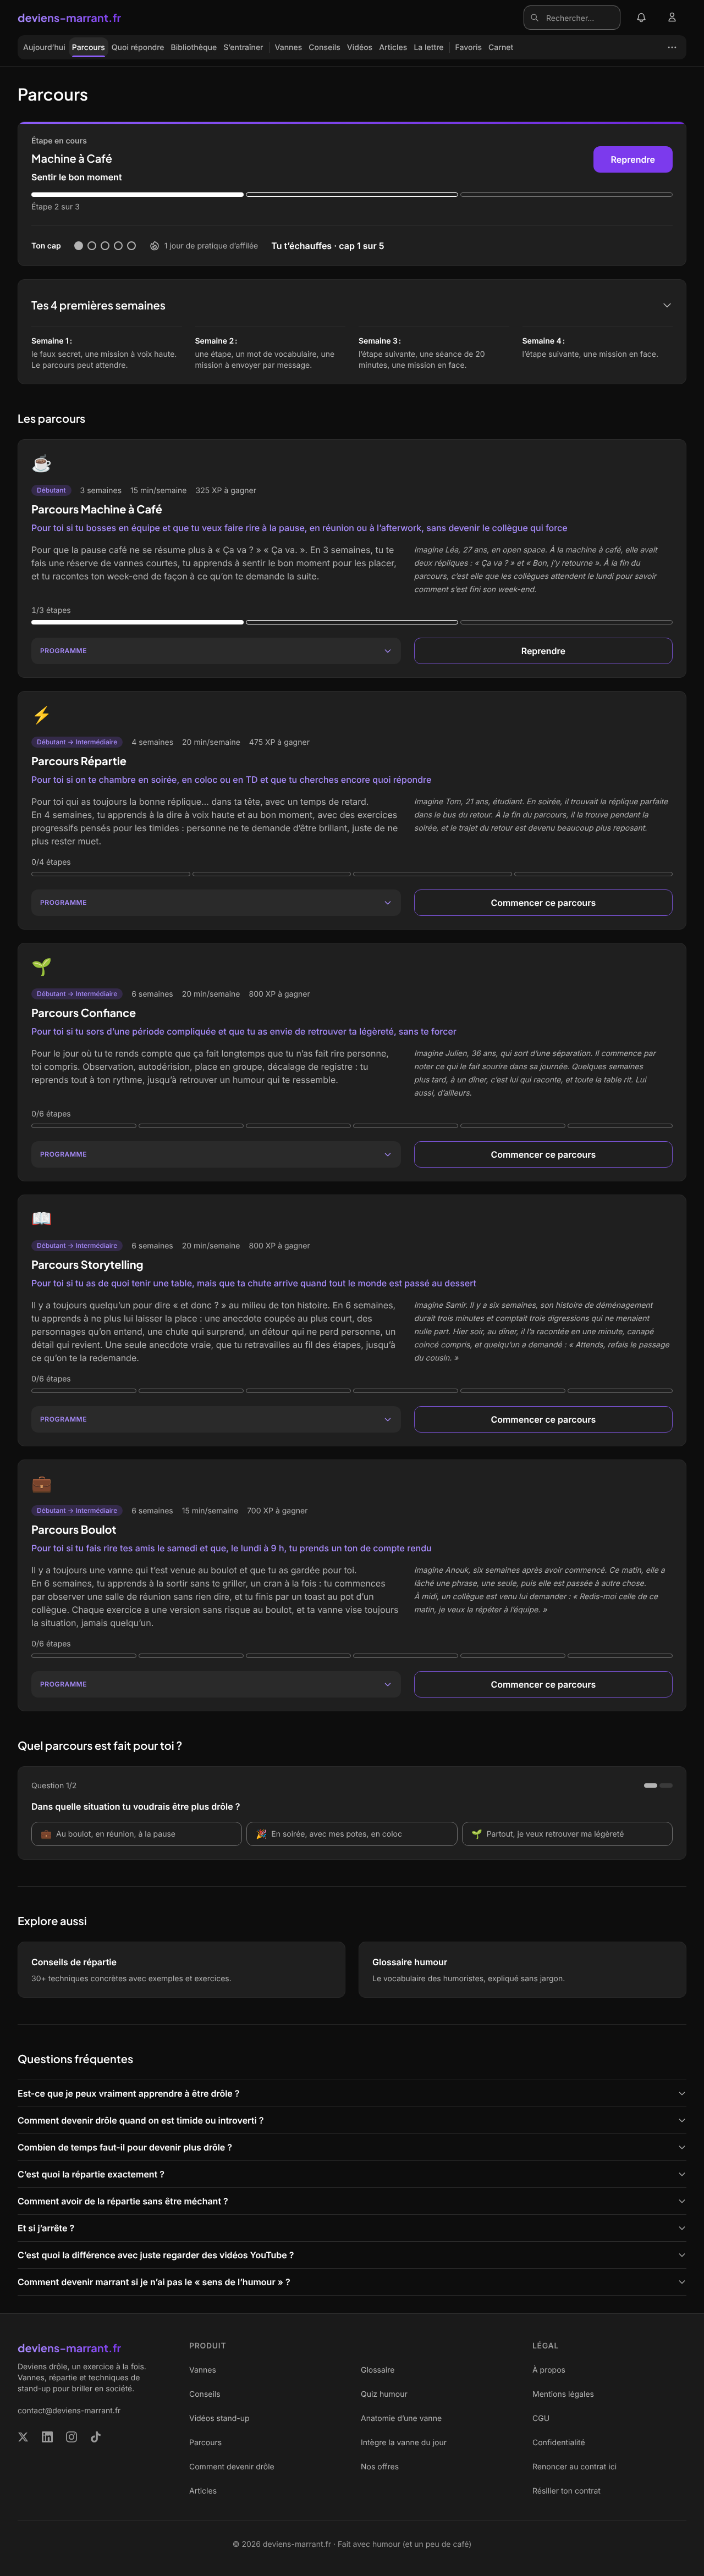 deviens-marrant.fr
Rechercher...
Aujourd'hui Parcours Quoi répondre Bibliothèque S'entraîner Vannes Conseils Vidéos Articles La lettre Favoris Carnet
Parcours
Étape en cours
Machine à Café
Sentir le bon moment
Reprendre
Étape 2 sur 3
Ton cap
1 jour de pratique d'affilée
Tu t'échauffes · cap 1 sur 5
Tes 4 premières semaines
Semaine 1 :
le faux secret, une mission à voix haute.
Le parcours peut attendre.
Semaine 2 :
une étape, un mot de vocabulaire, une
mission à envoyer par message.
Semaine 3 :
l'étape suivante, une séance de 20
minutes, une mission en face.
Semaine 4 :
l'étape suivante, une mission en face.
Les parcours
Débutant 3 semaines 15 min/semaine 325 XP à gagner
Parcours Machine à Café
Pour toi si tu bosses en équipe et que tu veux faire rire à la pause, en réunion ou à l'afterwork, sans devenir le collègue qui force
Pour que la pause café ne se résume plus à « Ça va ? » « Ça va. ». En 3 semaines, tu te
fais une réserve de vannes courtes, tu apprends à sentir le bon moment pour les placer,
et tu racontes ton week-end de façon à ce qu'on te demande la suite.
Imagine Léa, 27 ans, en open space. À la machine à café, elle avait
deux répliques : « Ça va ? » et « Bon, j'y retourne ». À la fin du
parcours, c'est elle que les collègues attendent le lundi pour savoir
comment s'est fini son week-end.
1/3 étapes
PROGRAMME
Reprendre
Débutant → Intermédiaire 4 semaines 20 min/semaine 475 XP à gagner
Parcours Répartie
Pour toi si on te chambre en soirée, en coloc ou en TD et que tu cherches encore quoi répondre
Pour toi qui as toujours la bonne réplique... dans ta tête, avec un temps de retard.
En 4 semaines, tu apprends à la dire à voix haute et au bon moment, avec des exercices
progressifs pensés pour les timides : personne ne te demande d'être brillant, juste de ne
plus rester muet.
Imagine Tom, 21 ans, étudiant. En soirée, il trouvait la réplique parfaite
dans le bus du retour. À la fin du parcours, il la trouve pendant la
soirée, et le trajet du retour est devenu beaucoup plus reposant.
0/4 étapes
PROGRAMME
Commencer ce parcours
Débutant → Intermédiaire 6 semaines 20 min/semaine 800 XP à gagner
Parcours Confiance
Pour toi si tu sors d'une période compliquée et que tu as envie de retrouver ta légèreté, sans te forcer
Pour le jour où tu te rends compte que ça fait longtemps que tu n'as fait rire personne,
toi compris. Observation, autodérision, place en groupe, décalage de registre : tu
reprends tout à ton rythme, jusqu'à retrouver un humour qui te ressemble.
Imagine Julien, 36 ans, qui sort d'une séparation. Il commence par
noter ce qui le fait sourire dans sa journée. Quelques semaines
plus tard, à un dîner, c'est lui qui raconte, et toute la table rit. Lui
aussi, d'ailleurs.
0/6 étapes
PROGRAMME
Commencer ce parcours
Débutant → Intermédiaire 6 semaines 20 min/semaine 800 XP à gagner
Parcours Storytelling
Pour toi si tu as de quoi tenir une table, mais que ta chute arrive quand tout le monde est passé au dessert
Il y a toujours quelqu'un pour dire « et donc ? » au milieu de ton histoire. En 6 semaines,
tu apprends à ne plus lui laisser la place : une anecdote coupée au plus court, des
personnages qu'on entend, une chute qui surprend, un détour qui ne perd personne, un
détail qui revient. Une seule anecdote vraie, que tu retravailles au fil des étapes, jusqu'à
ce qu'on te la redemande.
Imagine Samir. Il y a six semaines, son histoire de déménagement
durait trois minutes et comptait trois digressions qui ne menaient
nulle part. Hier soir, au dîner, il l'a racontée en une minute, canapé
coincé compris, et quelqu'un a demandé : « Attends, refais le passage
du cousin. »
0/6 étapes
PROGRAMME
Commencer ce parcours
Débutant → Intermédiaire 6 semaines 15 min/semaine 700 XP à gagner
Parcours Boulot
Pour toi si tu fais rire tes amis le samedi et que, le lundi à 9 h, tu prends un ton de compte rendu
Il y a toujours une vanne qui t'est venue au boulot et que tu as gardée pour toi.
En 6 semaines, tu apprends à la sortir sans te griller, un cran à la fois : tu commences
par observer une salle de réunion sans rien dire, et tu finis par un toast au pot d'un
collègue. Chaque exercice a une version sans risque au boulot, et ta vanne vise toujours
la situation, jamais quelqu'un.
Imagine Anouk, six semaines après avoir commencé. Ce matin, elle a
lâché une phrase, une seule, puis elle est passée à autre chose.
À midi, un collègue est venu lui demander : « Redis-moi celle de ce
matin, je veux la répéter à l'équipe. »
0/6 étapes
PROGRAMME
Commencer ce parcours
Quel parcours est fait pour toi ?
Question 1/2
Dans quelle situation tu voudrais être plus drôle ?
Au boulot, en réunion, à la pause
En soirée, avec mes potes, en coloc
Partout, je veux retrouver ma légèreté
Explore aussi
Conseils de répartie
30+ techniques concrètes avec exemples et exercices.
Glossaire humour
Le vocabulaire des humoristes, expliqué sans jargon.
Questions fréquentes
Est-ce que je peux vraiment apprendre à être drôle ?
Comment devenir drôle quand on est timide ou introverti ?
Combien de temps faut-il pour devenir plus drôle ?
C'est quoi la répartie exactement ?
Comment avoir de la répartie sans être méchant ?
Et si j'arrête ?
C'est quoi la différence avec juste regarder des vidéos YouTube ?
Comment devenir marrant si je n'ai pas le « sens de l'humour » ?
deviens-marrant.fr
Deviens drôle, un exercice à la fois.
Vannes, répartie et techniques de
stand-up pour briller en société.
contact@deviens-marrant.fr
PRODUIT
Vannes
Conseils
Vidéos stand-up
Parcours
Comment devenir drôle
Articles
Glossaire
Quiz humour
Anatomie d'une vanne
Intègre la vanne du jour
Nos offres
LÉGAL
À propos
Mentions légales
CGU
Confidentialité
Renoncer au contrat ici
Résilier ton contrat
© 2026 deviens-marrant.fr · Fait avec humour (et un peu de café)